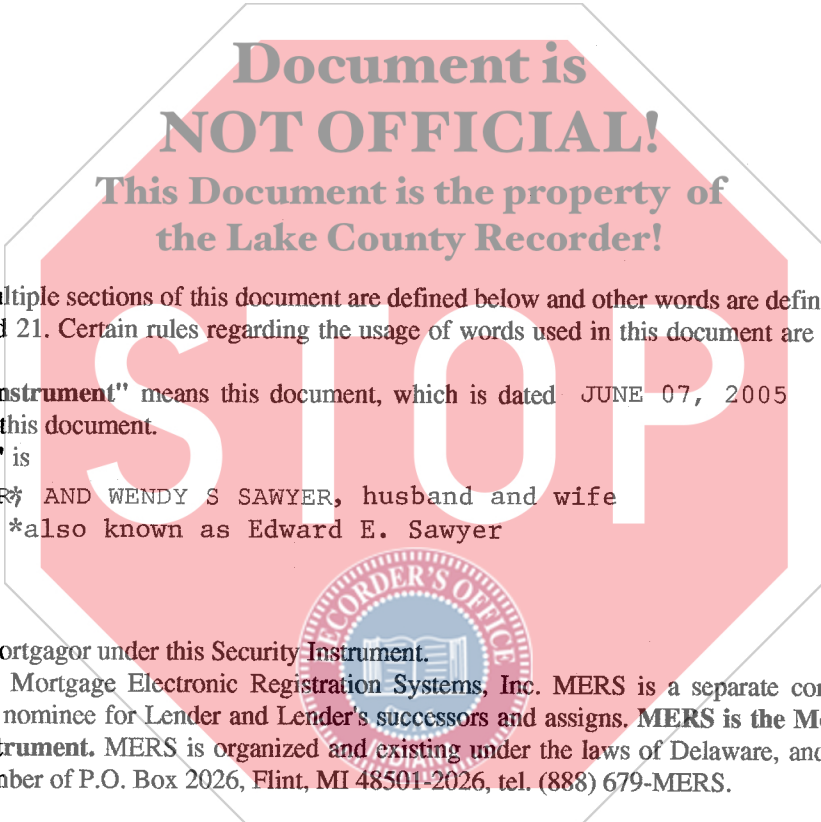 Document is
NOT OFFICIAL!
This Document is the property of
the Lake County Recorder!
ltiple sections of this document are defined below and other words are defin
d 21. Certain rules regarding the usage of words used in this document are
STOP
nstrument" means this document, which is dated JUNE 07, 2005
this document.
" is
R* AND WENDY S SAWYER, husband and wife
*also known as Edward E. Sawyer
RECORDER'S OFFICE
ortgagor under this Security Instrument.
Mortgage Electronic Registration Systems, Inc. MERS is a separate cor
nominee for Lender and Lender's successors and assigns. MERS is the Mo
trument. MERS is organized and existing under the laws of Delaware, and
nber of P.O. Box 2026, Flint, MI 48501-2026, tel. (888) 679-MERS.